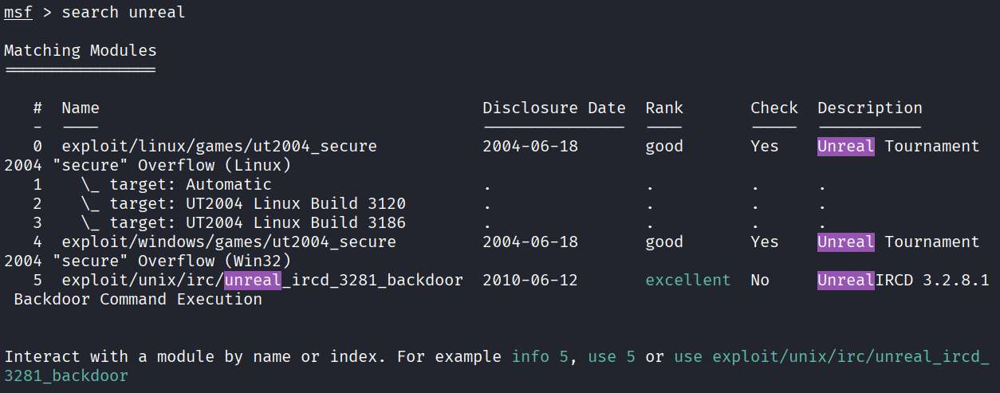 msf > search unreal
Matching Modules
================
   #  Name                                        Disclosure Date  Rank       Check  Description
   -  ----                                        ---------------  ----       -----  -----------
   0  exploit/linux/games/ut2004_secure           2004-06-18       good       Yes    Unreal Tournament
2004 "secure" Overflow (Linux)
   1    \_ target: Automatic                      .                .          .      .
   2    \_ target: UT2004 Linux Build 3120        .                .          .      .
   3    \_ target: UT2004 Linux Build 3186        .                .          .      .
   4  exploit/windows/games/ut2004_secure         2004-06-18       good       Yes    Unreal Tournament
2004 "secure" Overflow (Win32)
   5  exploit/unix/irc/unreal_ircd_3281_backdoor  2010-06-12       excellent  No     UnrealIRCD 3.2.8.1
 Backdoor Command Execution
Interact with a module by name or index. For example info 5, use 5 or use exploit/unix/irc/unreal_ircd_
3281_backdoor